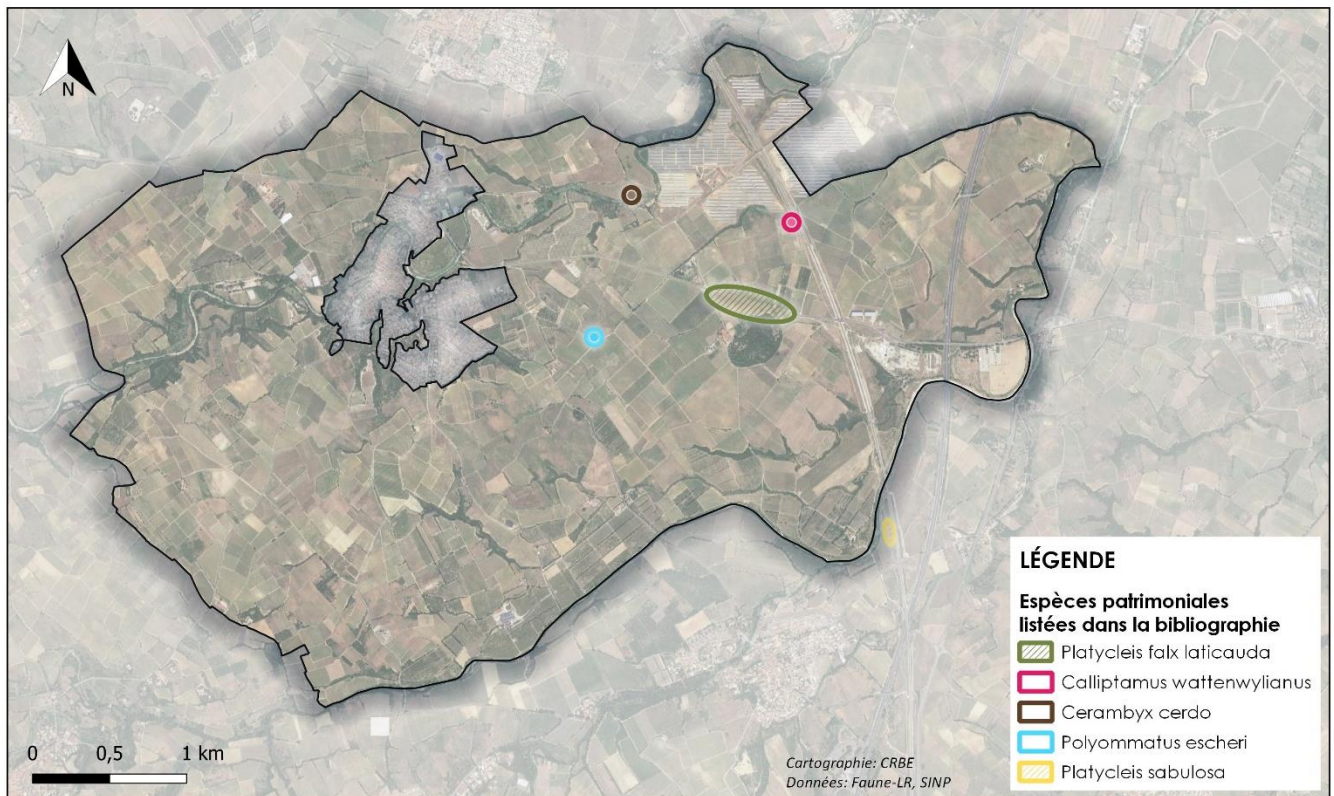 N
LÉGENDE
Espèces patrimoniales
listées dans la bibliographie
Platycleis falx laticauda
Calliptamus wattenwylianus
Cerambyx cerdo
Polyommatus escheri
Platycleis sabulosa
0 0,5 1 km
Cartographie: CRBE
Données: Faune-LR, SINP